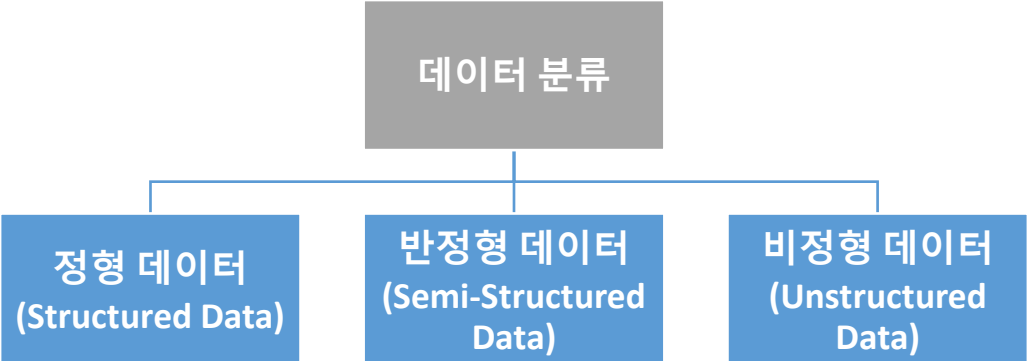 데이터 분류
정형 데이터
(Structured Data)
반정형 데이터
(Semi-Structured
Data)
비정형 데이터
(Unstructured
Data)